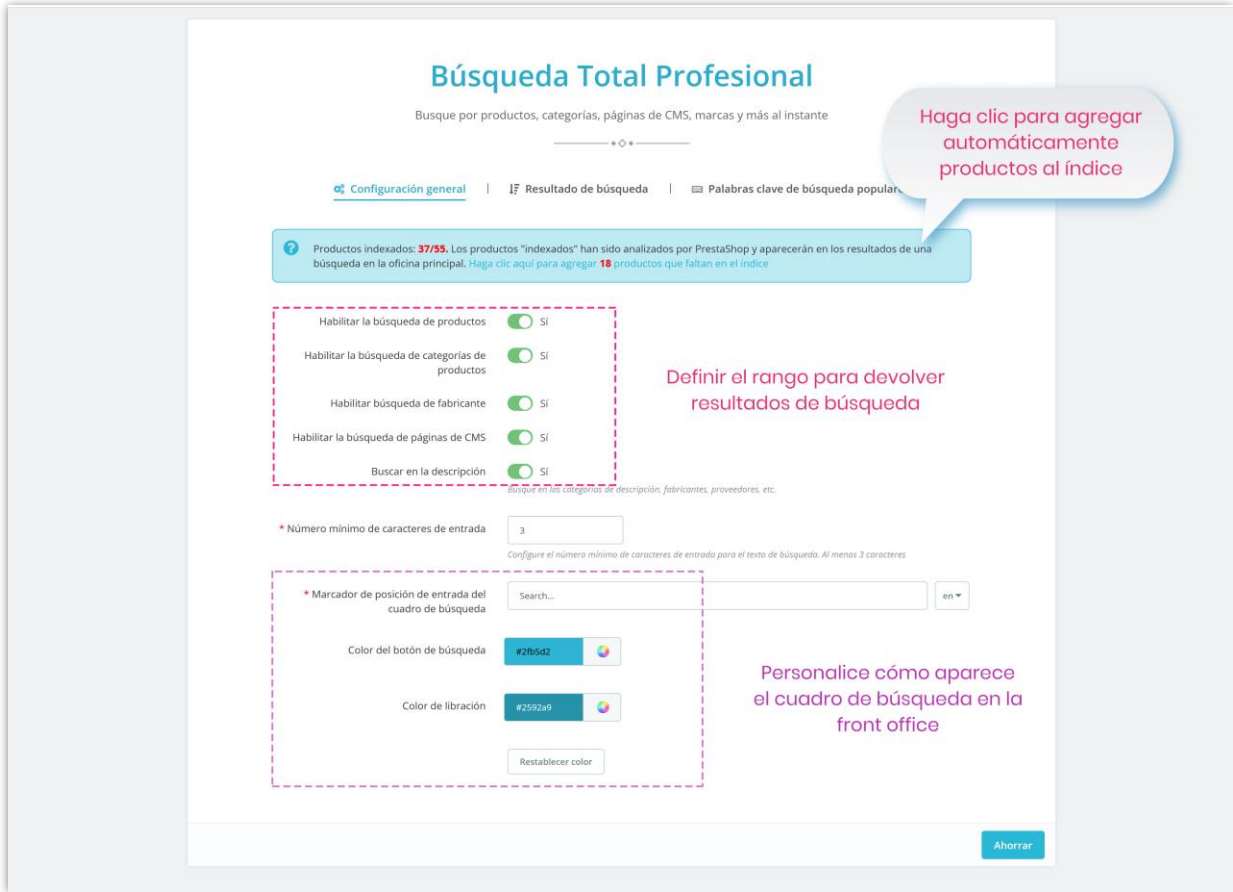 Búsqueda Total Profesional
Busque por productos, categorías, páginas de CMS, marcas y más al instante
Haga clic para agregar
automáticamente
productos al índice
Configuración general
Resultado de búsqueda
Palabras clave de búsqueda popular
Productos indexados: 37/55. Los productos "indexados" han sido analizados por PrestaShop y aparecerán en los resultados de una
búsqueda en la oficina principal. Haga clic aquí para agregar 18 productos que faltan en el índice
Habilitar la búsqueda de productos Sí
Habilitar la búsqueda de categorías de
productos Sí
Habilitar búsqueda de fabricante Sí
Habilitar la búsqueda de páginas de CMS Sí
Buscar en la descripción Sí
Busque en las categorías de descripción, fabricantes, proveedores, etc.
Definir el rango para devolver
resultados de búsqueda
* Número mínimo de caracteres de entrada 3
Configure el número mínimo de caracteres de entrada para el texto de búsqueda. Al menos 3 caracteres
* Marcador de posición de entrada del
cuadro de búsqueda
Search... en
Color del botón de búsqueda #2fb5d2
Color de libración #2592a9
Restablecer color
Personalice cómo aparece
el cuadro de búsqueda en la
front office
Ahorrar